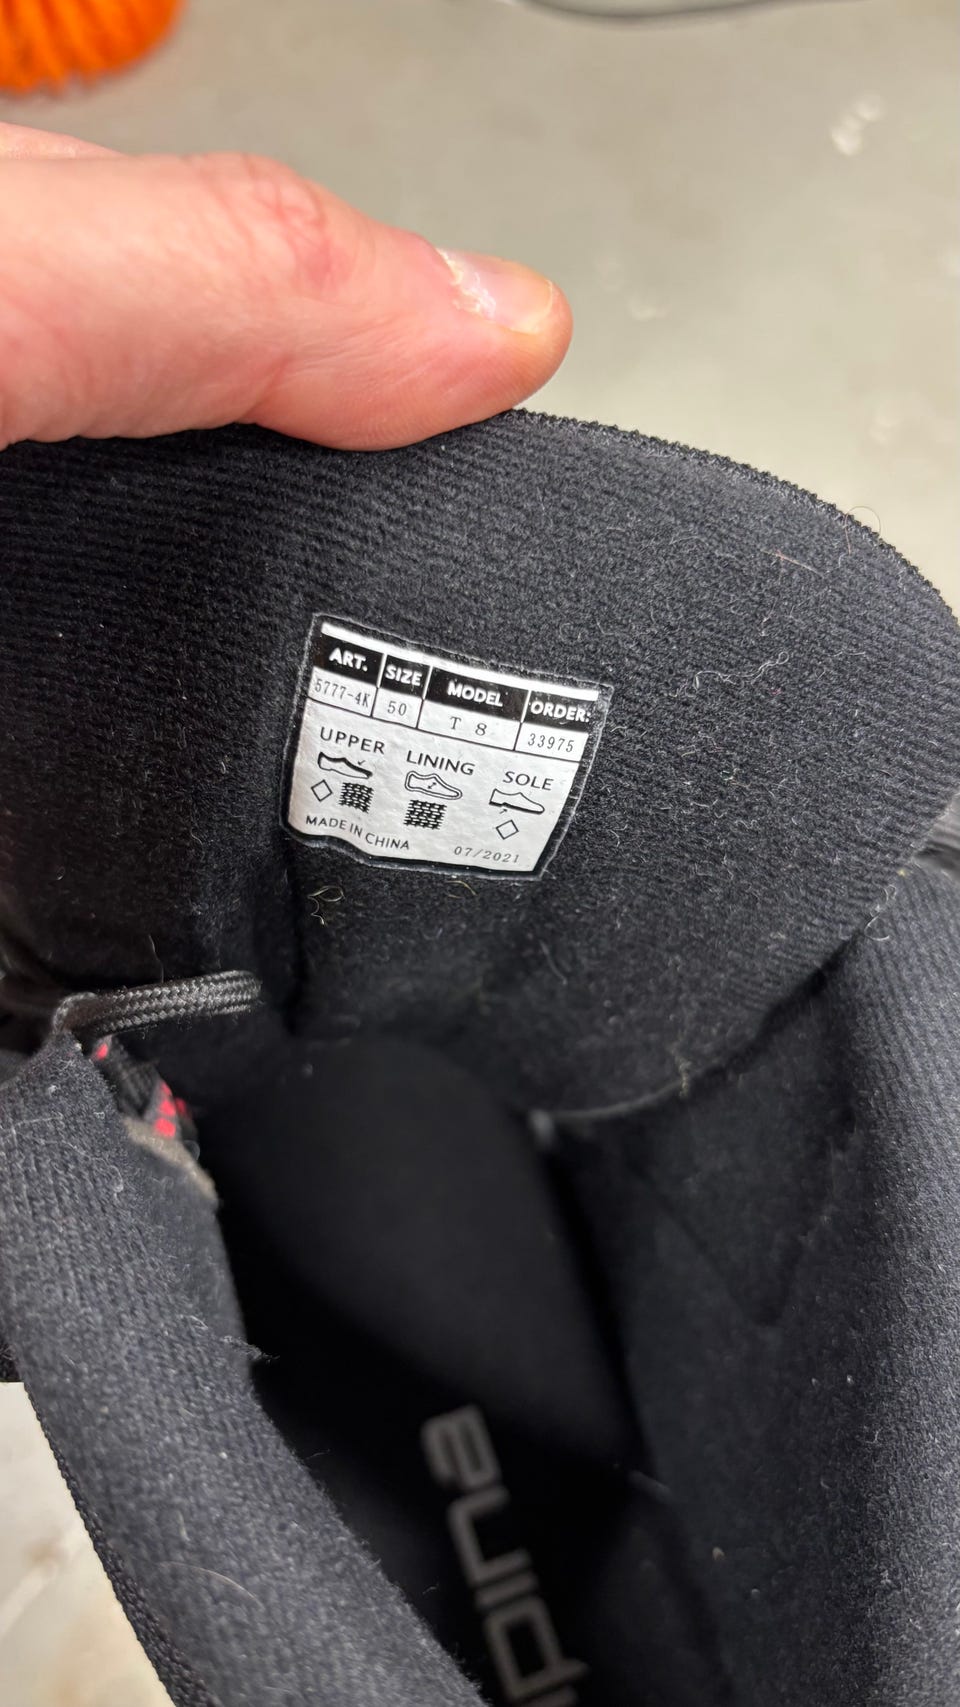 ART. SIZE MODEL ORDER:
5777-4K 50 T 8 33975
UPPER LINING SOLE
MADE IN CHINA 07/2021